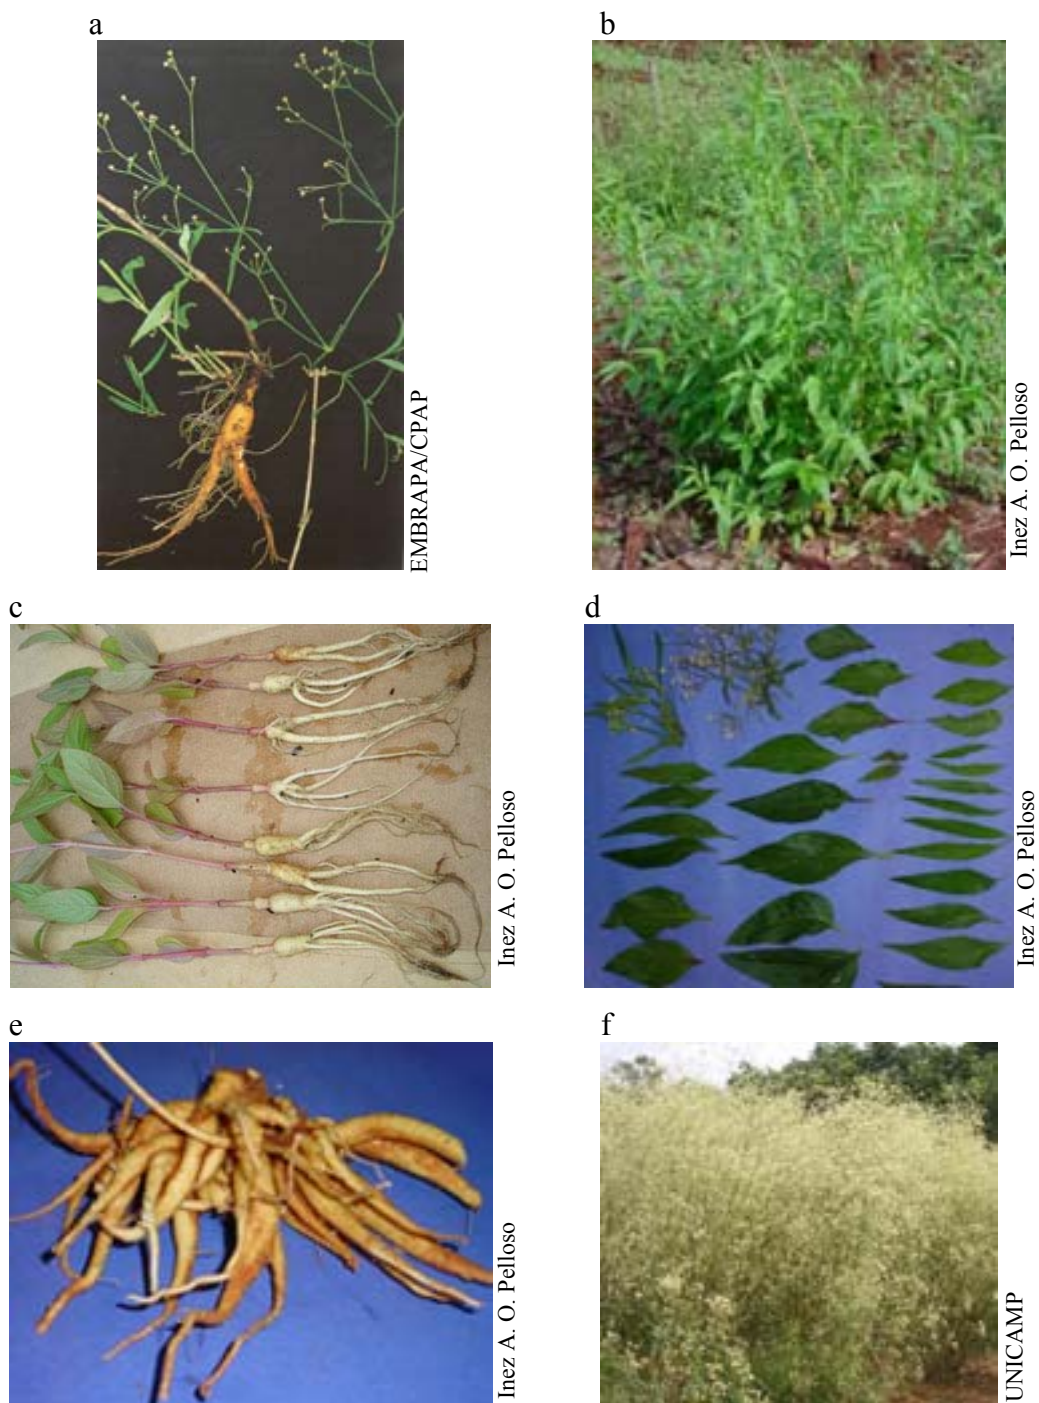 a
b
EMBRAPA/CPAP
Inez A. O. Pelloso
c
d
Inez A. O. Pelloso
Inez A. O. Pelloso
e
f
Inez A. O. Pelloso
UNICAMP